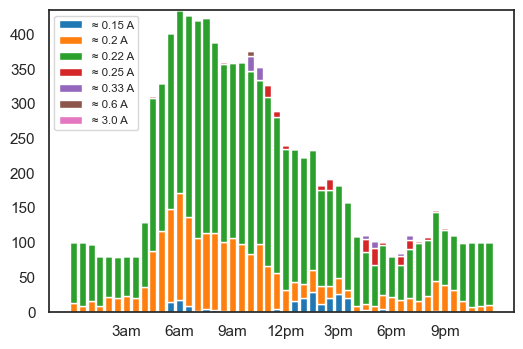 400
350
300
250
200
150
100
50
0
≈ 0.15 A
≈ 0.2 A
≈ 0.22 A
≈ 0.25 A
≈ 0.33 A
≈ 0.6 A
≈ 3.0 A
3am 6am 9am 12pm 3pm 6pm 9pm